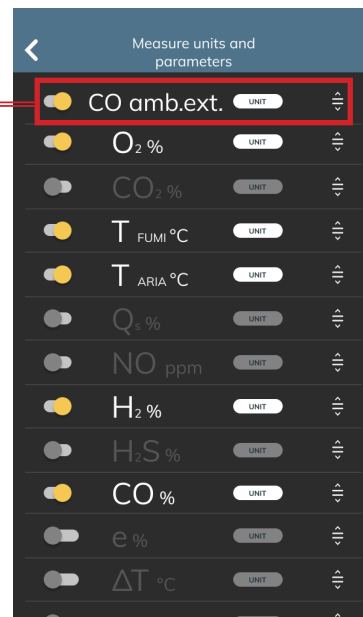 Measure units and
parameters
CO amb.ext. UNIT
O₂ % UNIT
CO₂ % UNIT
T FUMI °C UNIT
T ARIA °C UNIT
Qₛ % UNIT
NO ppm UNIT
H₂ % UNIT
H₂S % UNIT
CO % UNIT
e % UNIT
ΔT °C UNIT